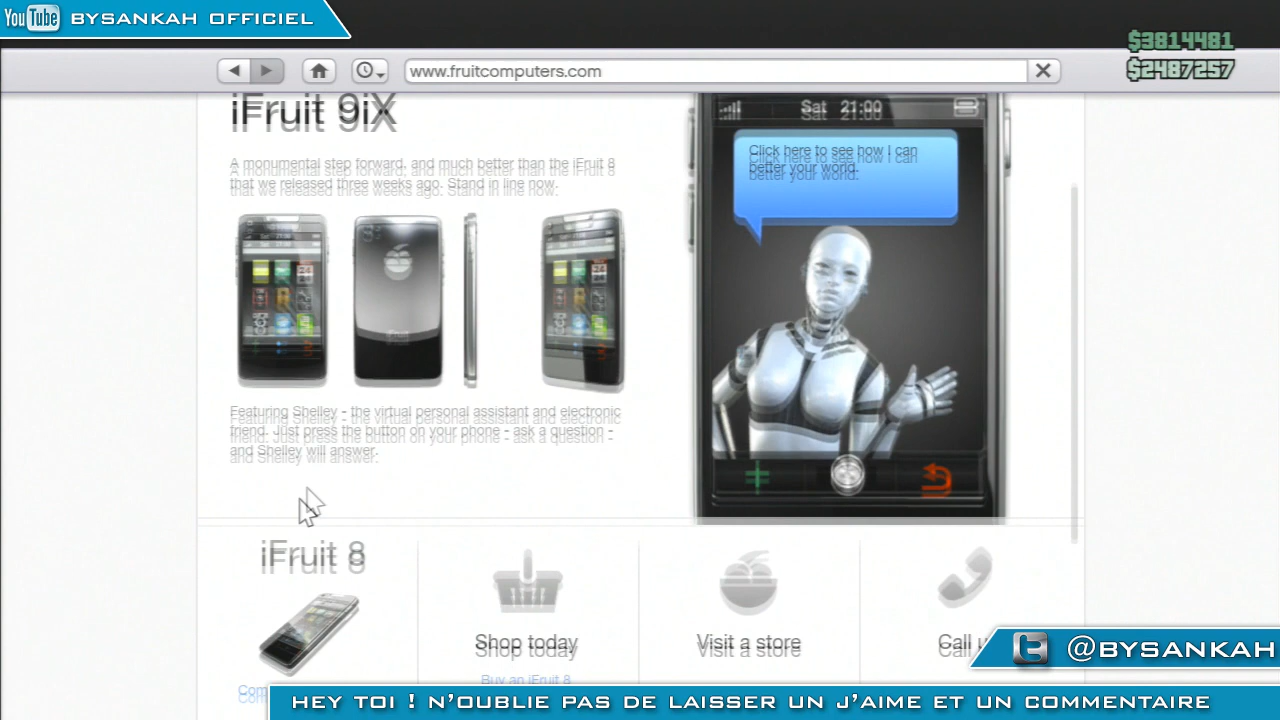 You Tube BYSANKAH OFFICIEL
$3814481
$2487257
www.fruitcomputers.com
iFruit 9iX
A monumental step forward, and much better than the iFruit 8
that we released three weeks ago. Stand in line now.
Sat 21:00
Click here to see how I can
better your world.
iFruit
Featuring Shelley - the virtual personal assistant and electronic
friend. Just press the button on your phone - ask a question -
and Shelley will answer.
iFruit 8
Shop today
Visit a store
Call
Buy an iFruit 8
@BYSANKAH
HEY TOI ! N'OUBLIE PAS DE LAISSER UN J'AIME ET UN COMMENTAIRE